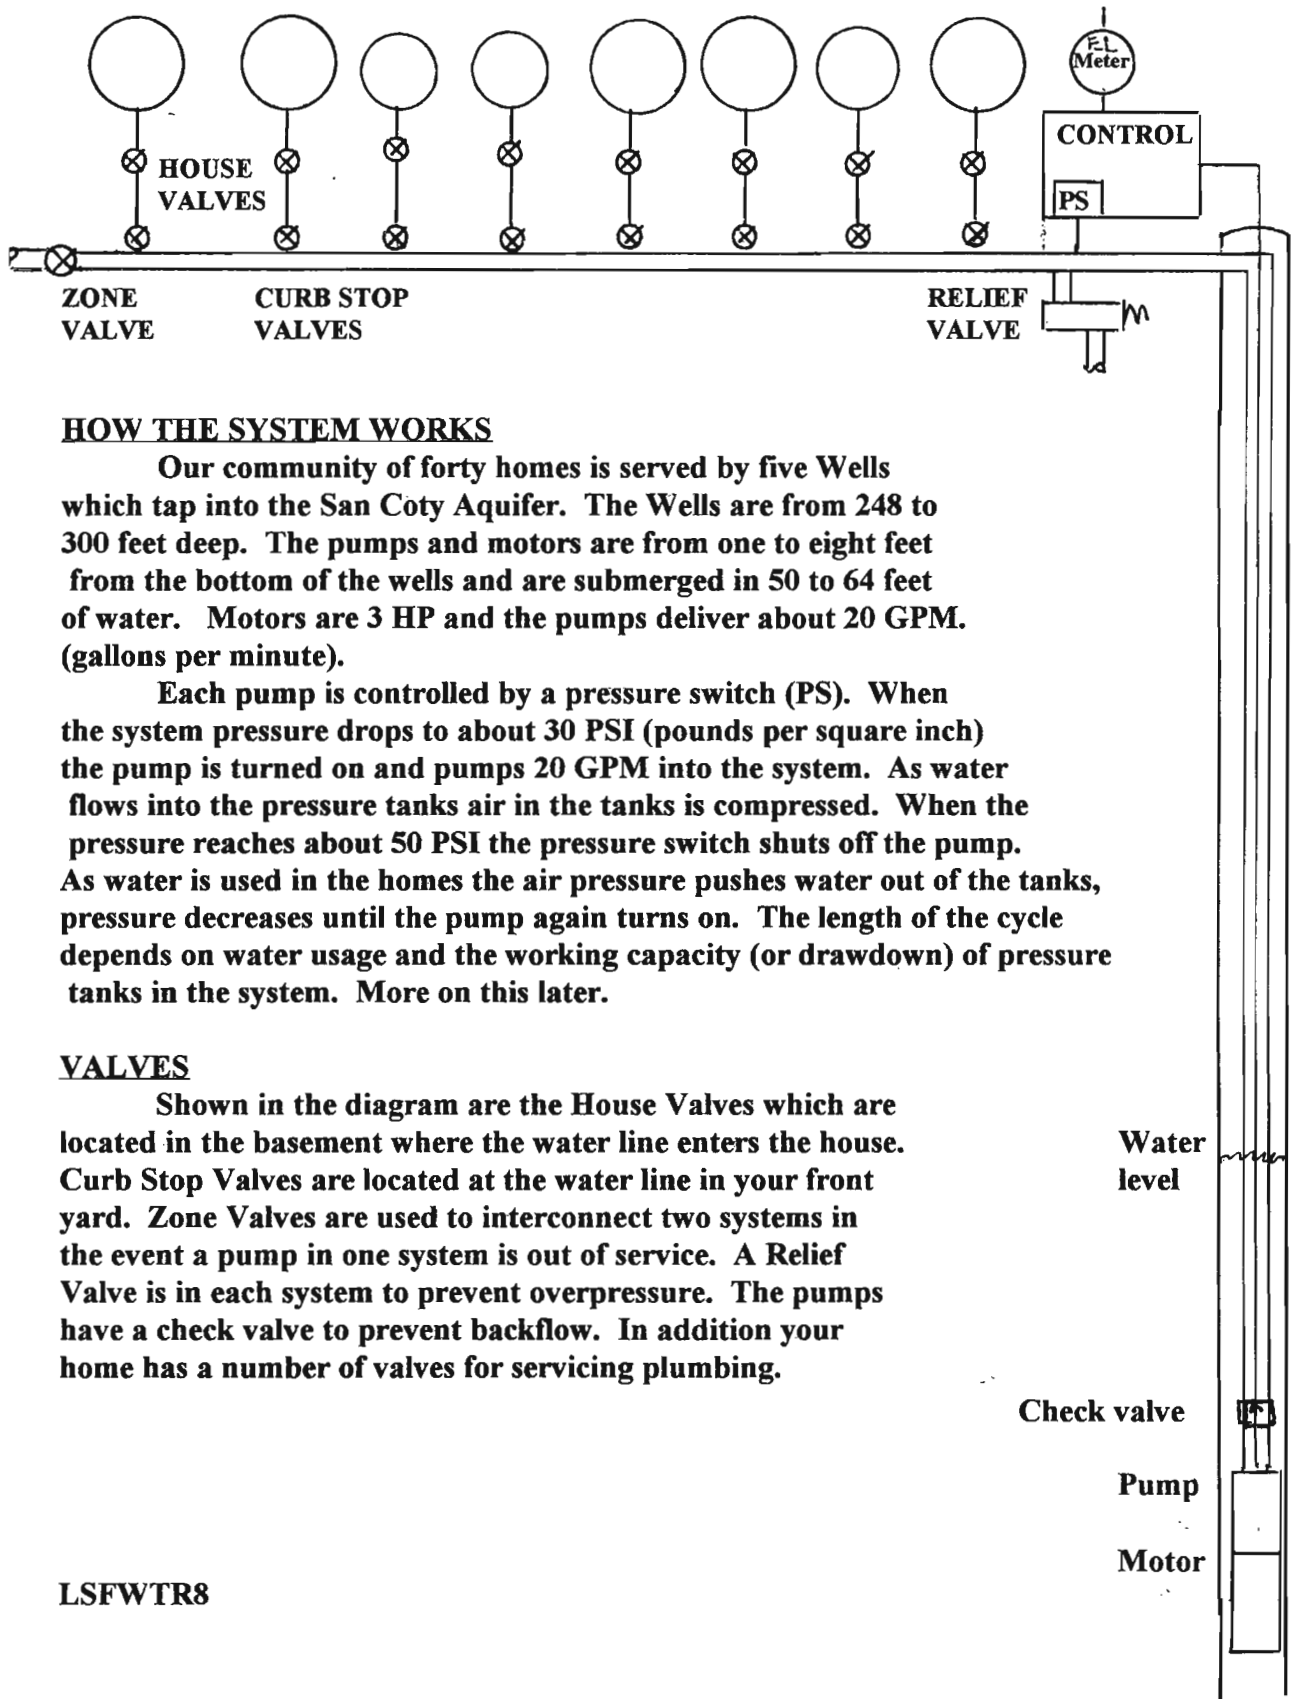 EL
Meter
CONTROL
PS
HOUSE
VALVES
ZONE
VALVE
CURB STOP
VALVES
RELIEF
VALVE
HOW THE SYSTEM WORKS
Our community of forty homes is served by five Wells
which tap into the San Coty Aquifer. The Wells are from 248 to
300 feet deep. The pumps and motors are from one to eight feet
from the bottom of the wells and are submerged in 50 to 64 feet
of water. Motors are 3 HP and the pumps deliver about 20 GPM.
(gallons per minute).
Each pump is controlled by a pressure switch (PS). When
the system pressure drops to about 30 PSI (pounds per square inch)
the pump is turned on and pumps 20 GPM into the system. As water
flows into the pressure tanks air in the tanks is compressed. When the
pressure reaches about 50 PSI the pressure switch shuts off the pump.
As water is used in the homes the air pressure pushes water out of the tanks,
pressure decreases until the pump again turns on. The length of the cycle
depends on water usage and the working capacity (or drawdown) of pressure
tanks in the system. More on this later.
VALVES
Shown in the diagram are the House Valves which are
located in the basement where the water line enters the house.
Curb Stop Valves are located at the water line in your front
yard. Zone Valves are used to interconnect two systems in
the event a pump in one system is out of service. A Relief
Valve is in each system to prevent overpressure. The pumps
have a check valve to prevent backflow. In addition your
home has a number of valves for servicing plumbing.
Water
level
Check valve
Pump
Motor
LSFWTR8